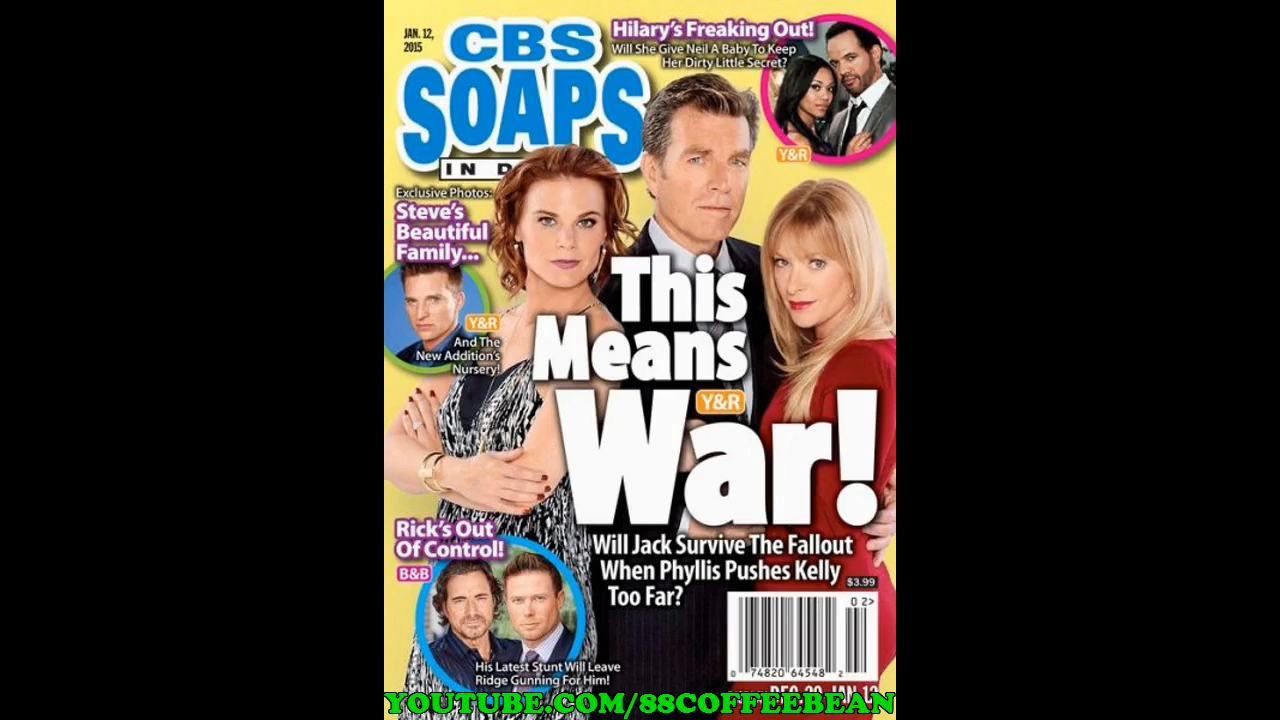 JAN. 12,
2015
CBS
SOAPS
IN D
Hilary's Freaking Out!
Will She Give Neil A Baby To Keep
Her Dirty Little Secret?
Y&R
Exclusive Photos:
Steve's
Beautiful
Family...
Y&R
And The
New Addition's
Nursery!
This
Means
Y&R
War!
Will Jack Survive The Fallout
When Phyllis Pushes Kelly
Too Far?
$3.99
Rick's Out
Of Control!
B&B
His Latest Stunt Will Leave
Ridge Gunning For Him!
0 2>
0 74820 64548 2
YOUTUBE.COM/88COFFEEBEAN